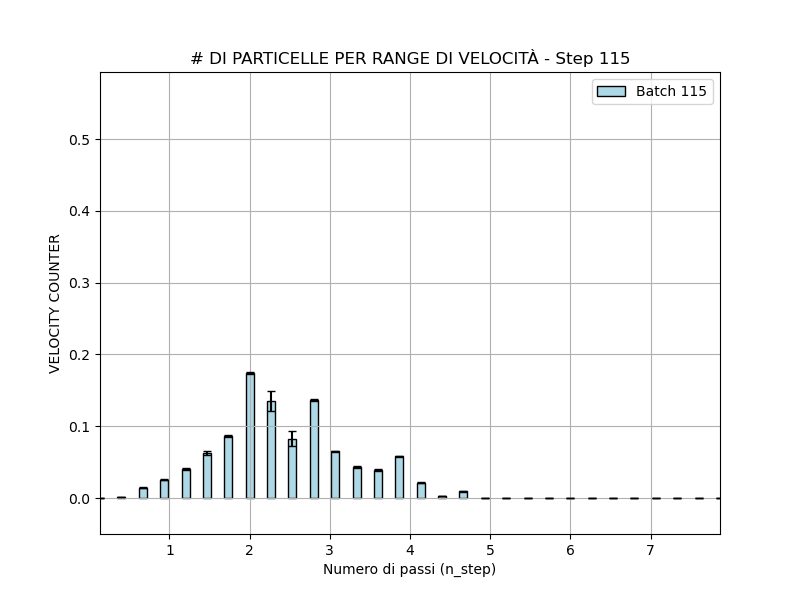 # DI PARTICELLE PER RANGE DI VELOCITÀ - Step 115
Batch 115
VELOCITY COUNTER
0.5
0.4
0.3
0.2
0.1
0.0
1 2 3 4 5 6 7
Numero di passi (n_step)